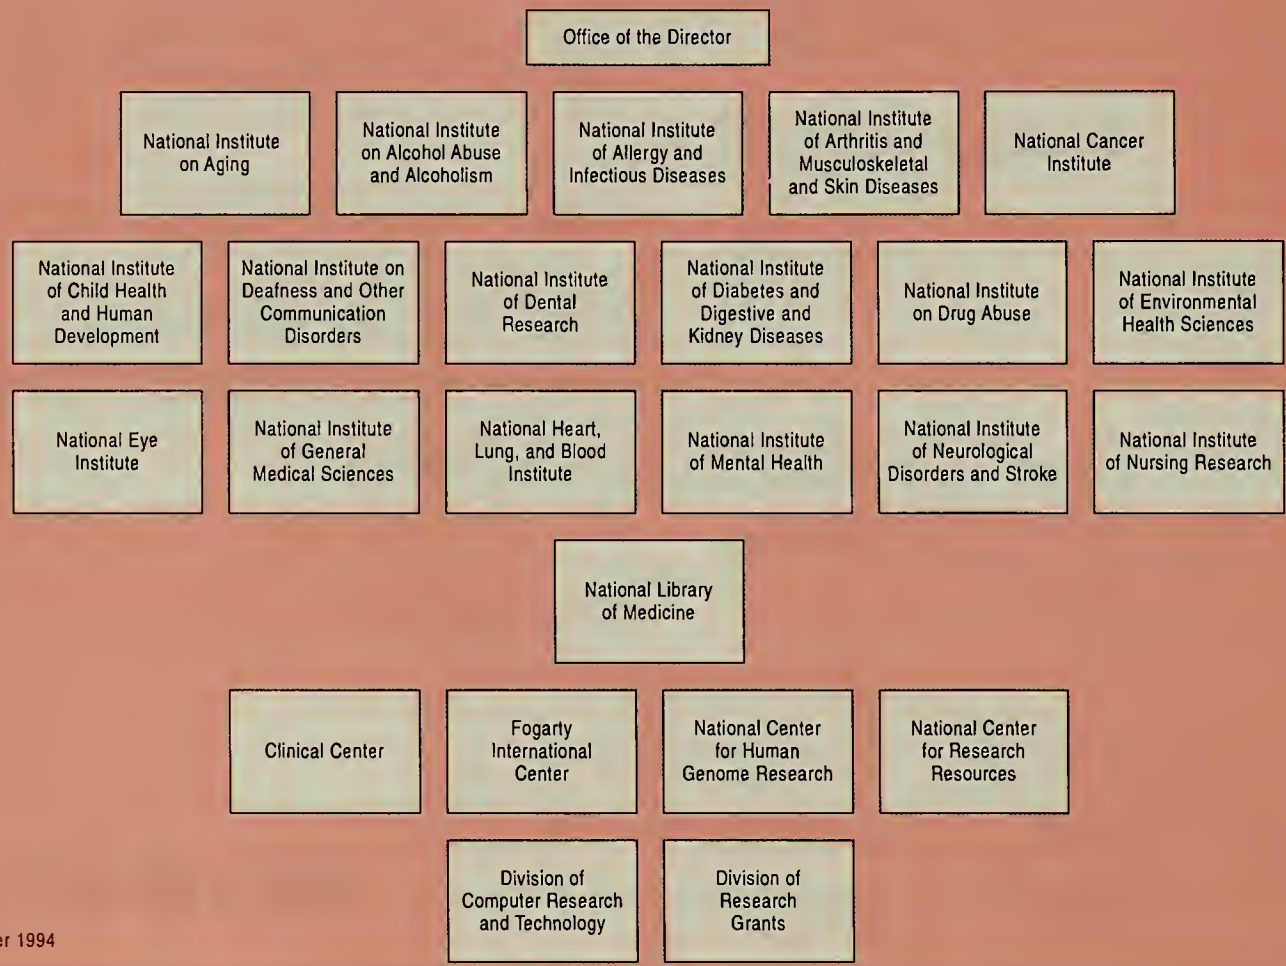 Office of the Director
National Institute
on Aging
National Institute
on Alcohol Abuse
and Alcoholism
National Institute
of Allergy and
Infectious Diseases
National Institute
of Arthritis and
Musculoskeletal
and Skin Diseases
National Cancer
Institute
National Institute
of Child Health
and Human
Development
National Institute on
Deafness and Other
Communication
Disorders
National Institute
of Dental
Research
National Institute
of Diabetes and
Digestive and
Kidney Diseases
National Institute
on Drug Abuse
National Institute
of Environmental
Health Sciences
National Eye
Institute
National Institute
of General
Medical Sciences
National Heart,
Lung, and Blood
Institute
National Institute
of Mental Health
National Institute
of Neurological
Disorders and Stroke
National Institute
of Nursing Research
National Library
of Medicine
Clinical Center
Fogarty
International
Center
National Center
for Human
Genome Research
National Center
for Research
Resources
Division of
Computer Research
and Technology
Division of
Research
Grants
1994